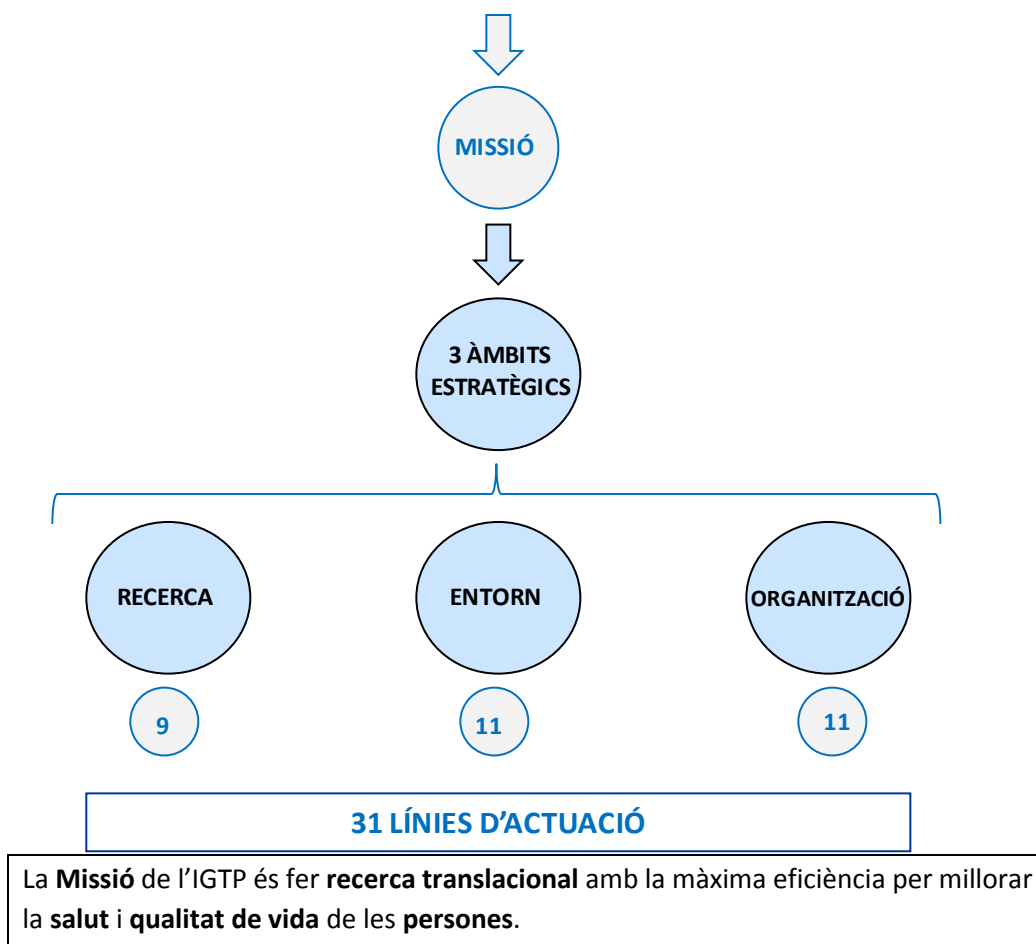 MISSIÓ
3 ÀMBITS
ESTRATÈGICS
RECERCA
ENTORN
ORGANITZACIÓ
9
11
11
31 LÍNIES D'ACTUACIÓ
La Missió de l'IGTP és fer recerca translacional amb la màxima eficiència per millorar
la salut i qualitat de vida de les persones.